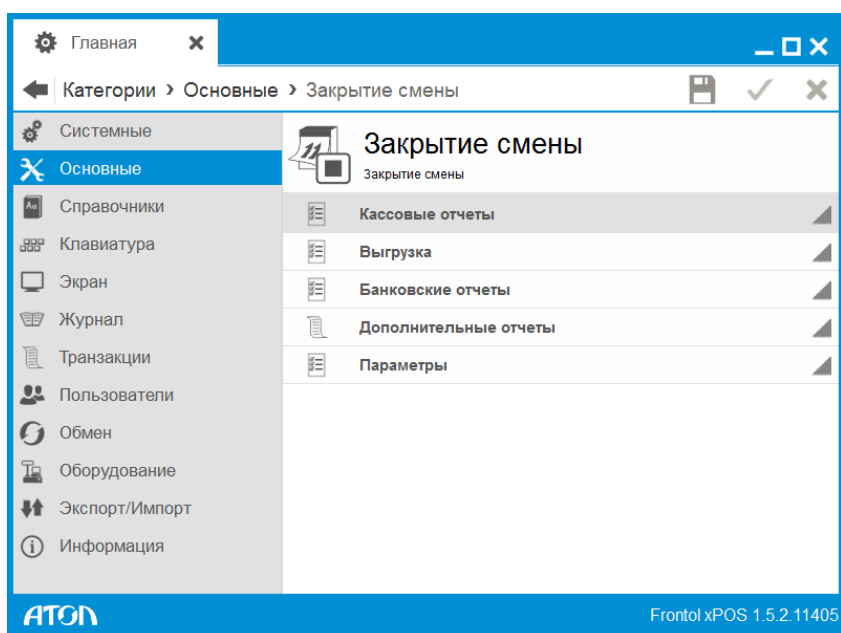 Главная
Категории › Основные › Закрытие смены
Системные
Основные
Справочники
Клавиатура
Экран
Журнал
Транзакции
Пользователи
Обмен
Оборудование
Экспорт/Импорт
Информация
11
Закрытие смены
Закрытие смены
Кассовые отчеты
Выгрузка
Банковские отчеты
Дополнительные отчеты
Параметры
АТОЛ
Frontol xPOS 1.5.2.11405